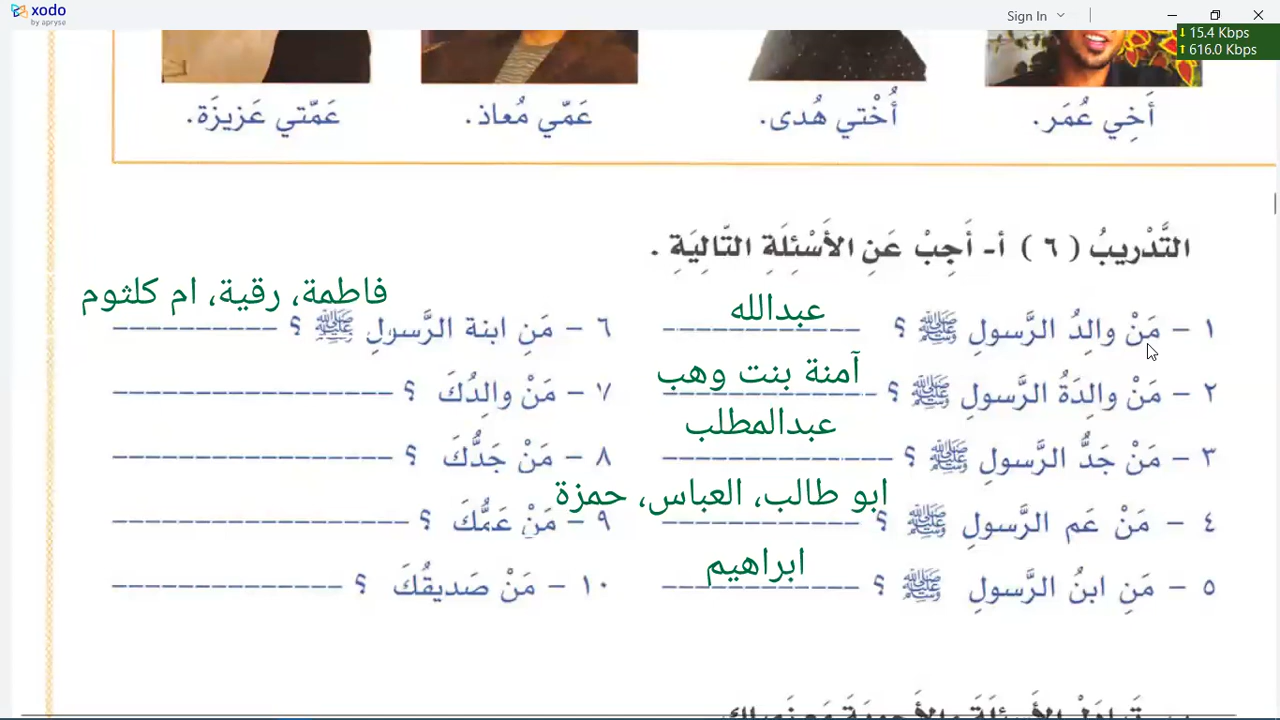 xodo
by apryse
Sign In
15.4 Kbps
616.0 Kbps
أَخِي عُمَر.
أُخْتي هُدى.
عَمّي مُعاذ.
عَمّتي عَزيزَة.
التَّدْريبُ ( ٦ ) أ- أَجِبْ عَنِ الأَسْئِلَةِ التّالِيَةِ .
عبدالله
١ – مَنْ والِدُ الرَّسولِ ﷺ ؟
آمنة بنت وهب
٢ – مَنْ والِدَةُ الرَّسولِ ﷺ ؟
عبدالمطلب
٣ – مَنْ جَدُّ الرَّسولِ ﷺ ؟
ابو طالب، العباس، حمزة
٤ – مَنْ عَم الرَّسولِ ﷺ ؟
ابراهيم
٥ – مَنِ ابنُ الرَّسولِ ﷺ ؟
فاطمة، رقية، ام كلثوم
٦ – مَنِ ابنة الرَّسولِ ﷺ ؟
٧ – مَنْ والِدُكَ ؟
٨ – مَنْ جَدُّكَ ؟
٩ – مَنْ عَمُّكَ ؟
١٠ – مَنْ صَديقُكَ ؟